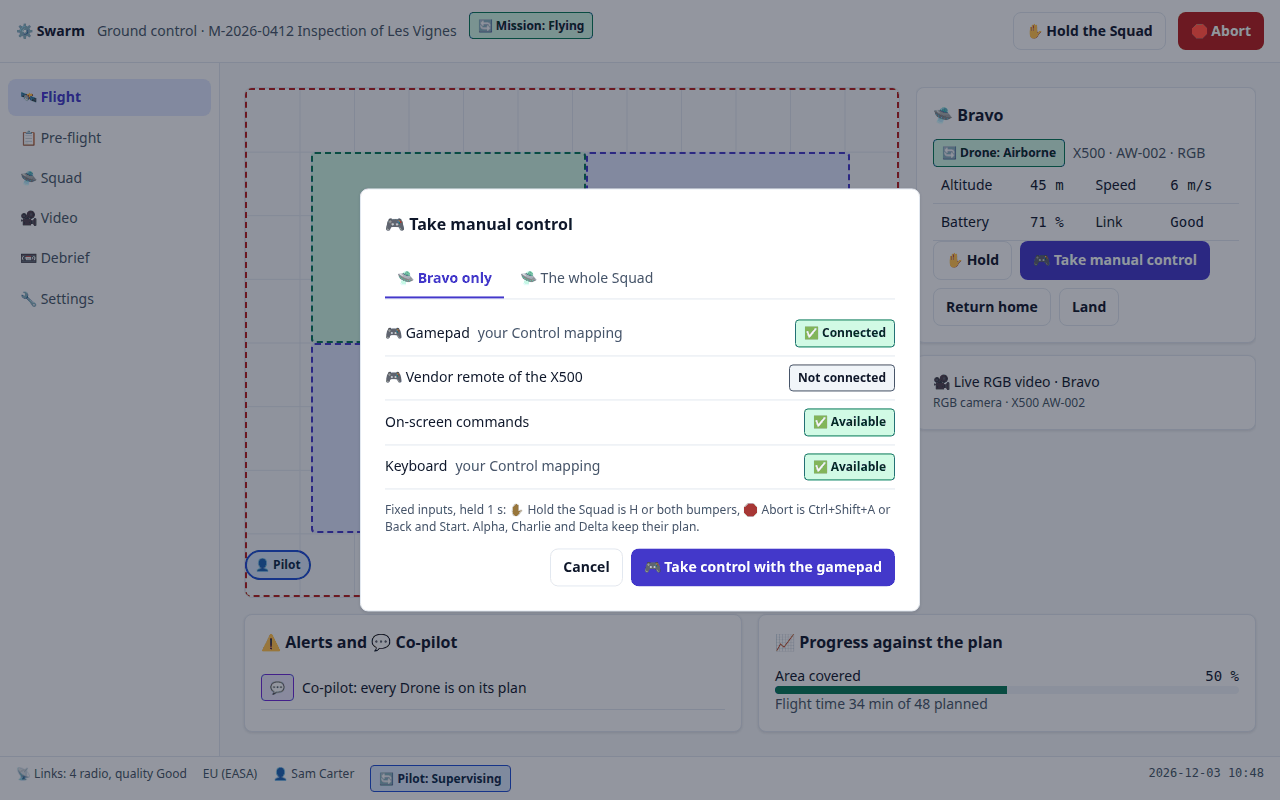 ⚙️ Swarm Ground control · M-2026-0412 Inspection of Les Vignes 🔄 Mission: Flying ✋ Hold the Squad 🛑 Abort
🛰️ Flight
📋 Pre-flight
🛸 Squad
🎥 Video
📼 Debrief
🔧 Settings
👤 Pilot
🛸 Bravo
🔄 Drone: Airborne X500 · AW-002 · RGB
Altitude 45 m Speed 6 m/s
Battery 71 % Link Good
✋ Hold 🎮 Take manual control
Return home Land
🎥 Live RGB video · Bravo
RGB camera · X500 AW-002
🎮 Take manual control
🛸 Bravo only 🛸 The whole Squad
🎮 Gamepad your Control mapping ✅ Connected
🎮 Vendor remote of the X500 Not connected
On-screen commands ✅ Available
Keyboard your Control mapping ✅ Available
Fixed inputs, held 1 s: ✋ Hold the Squad is H or both bumpers, 🛑 Abort is Ctrl+Shift+A or
Back and Start. Alpha, Charlie and Delta keep their plan.
Cancel 🎮 Take control with the gamepad
⚠️ Alerts and 💬 Co-pilot
💬 Co-pilot: every Drone is on its plan
📈 Progress against the plan
Area covered 50 %
Flight time 34 min of 48 planned
📡 Links: 4 radio, quality Good EU (EASA) 👤 Sam Carter 🔄 Pilot: Supervising 2026-12-03 10:48